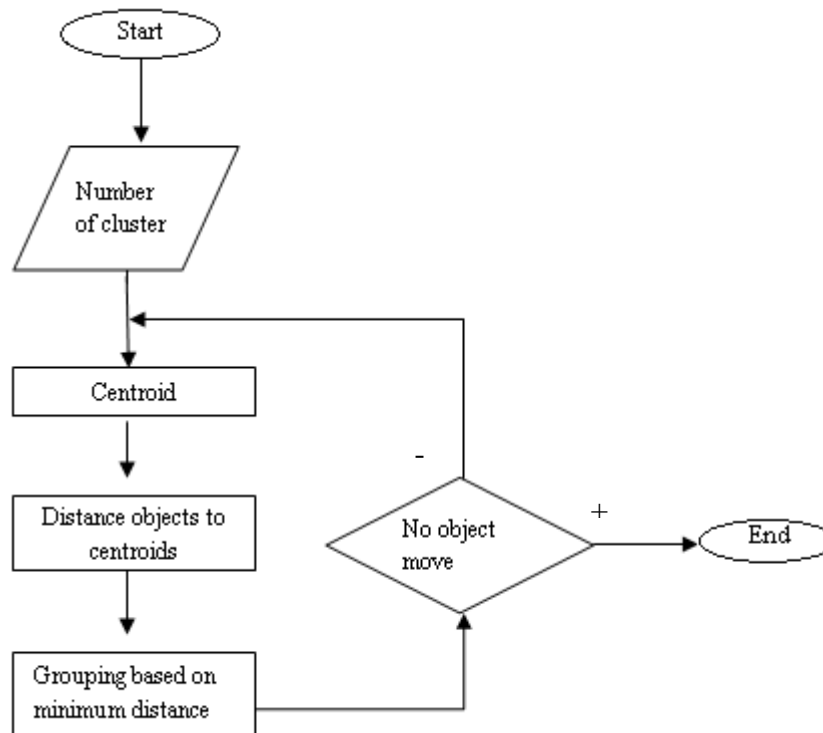 Start
Number
of cluster
Centroid
Distance objects to
centroids
Grouping based on
minimum distance
-
No object
move
+
End